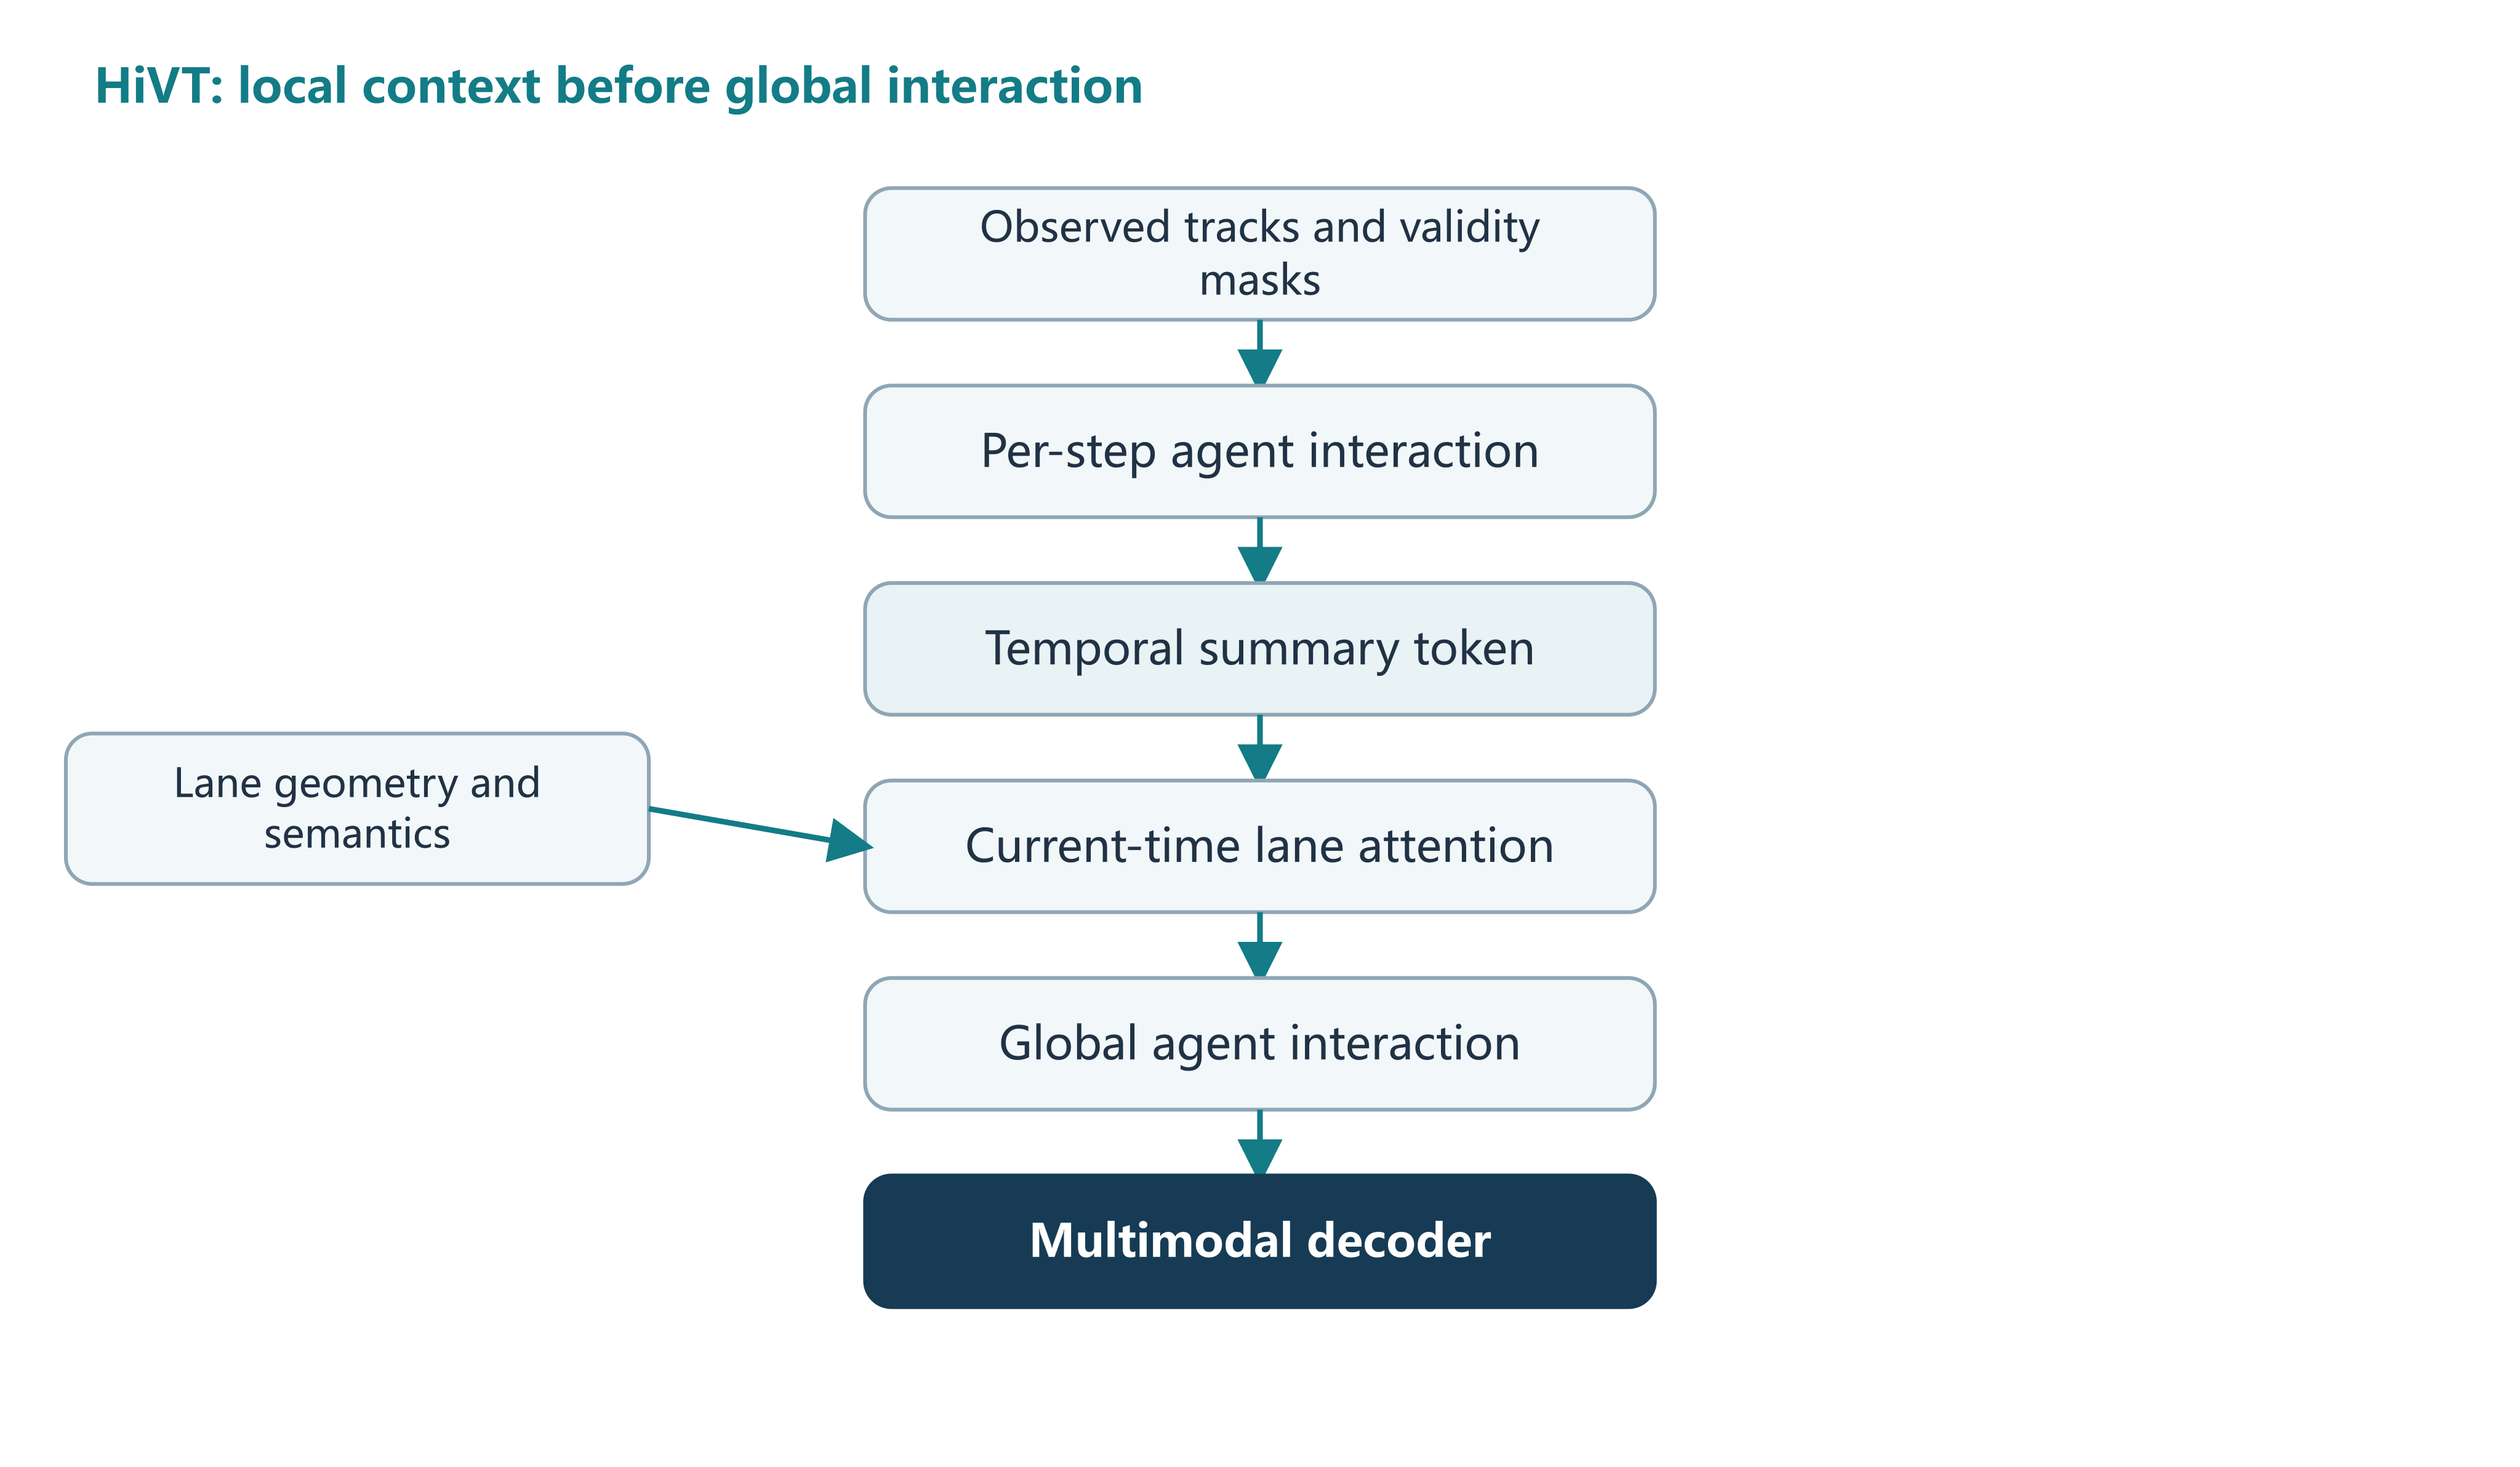 HiVT: local context before global interaction
Observed tracks and validity
masks
Per-step agent interaction
Temporal summary token
Lane geometry and
semantics
Current-time lane attention
Global agent interaction
Multimodal decoder